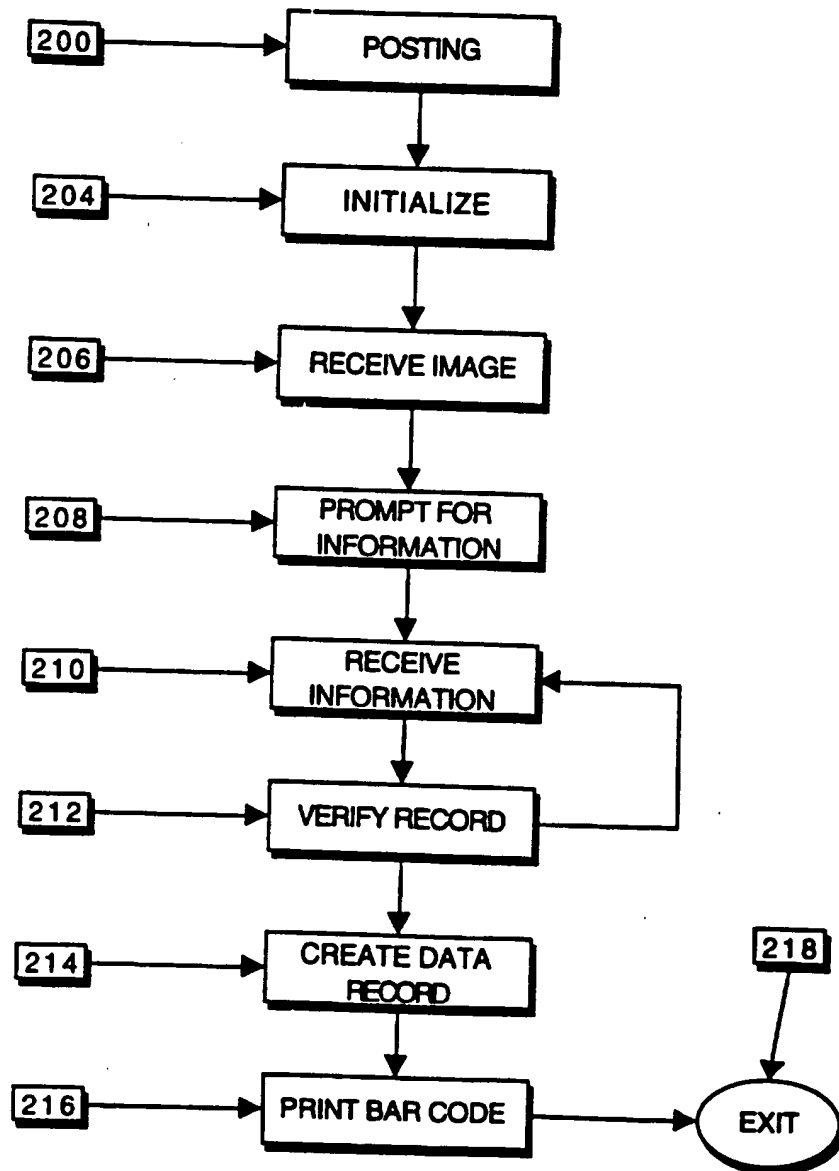 200
POSTING
204
INITIALIZE
206
RECEIVE IMAGE
208
PROMPT FOR
INFORMATION
210
RECEIVE
INFORMATION
212
VERIFY RECORD
214
CREATE DATA
RECORD
218
216
PRINT BAR CODE
EXIT